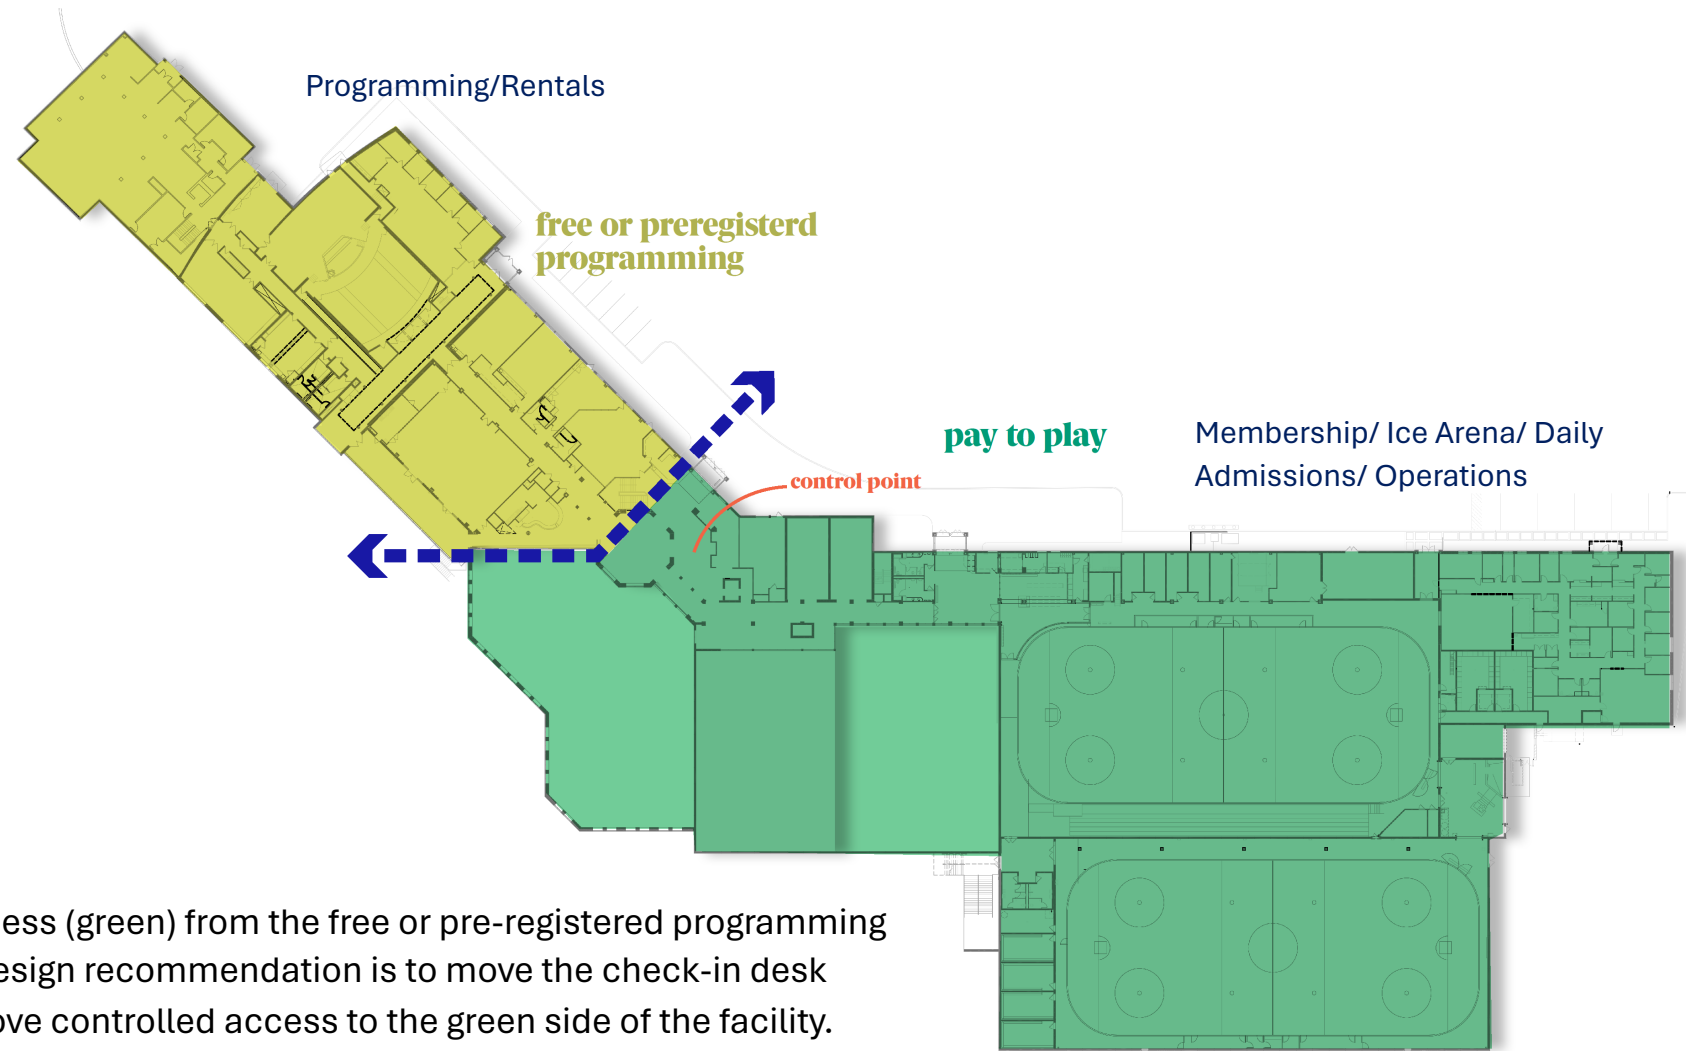 Programming/Rentals
free or preregisterd
programming
pay to play
Membership/ Ice Arena/ Daily
Admissions/ Operations
control point
ess (green) from the free or pre-registered programming
esign recommendation is to move the check-in desk
ove controlled access to the green side of the facility.